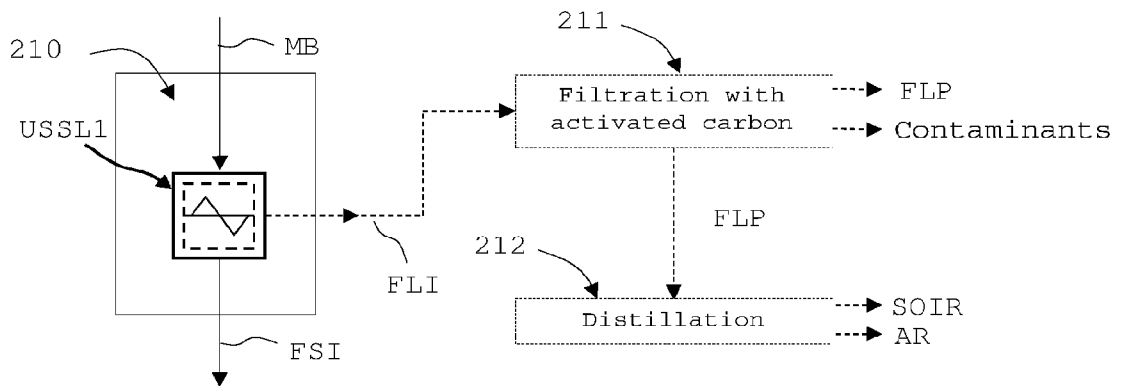 211
210
MB
Filtration with
activated carbon
FLP
Contaminants
USSL1
FLP
212
FLI
Distillation
SOIR
AR
FSI